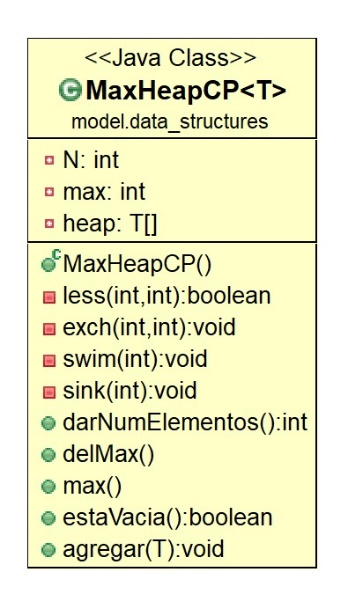 <<Java Class>>
MaxHeapCP<T>
model.data_structures
N: int
max: int
heap: T[]
MaxHeapCP()
less(int,int):boolean
exch(int,int):void
swim(int):void
sink(int):void
darNumElementos():int
delMax()
max()
estaVacia():boolean
agregar(T):void